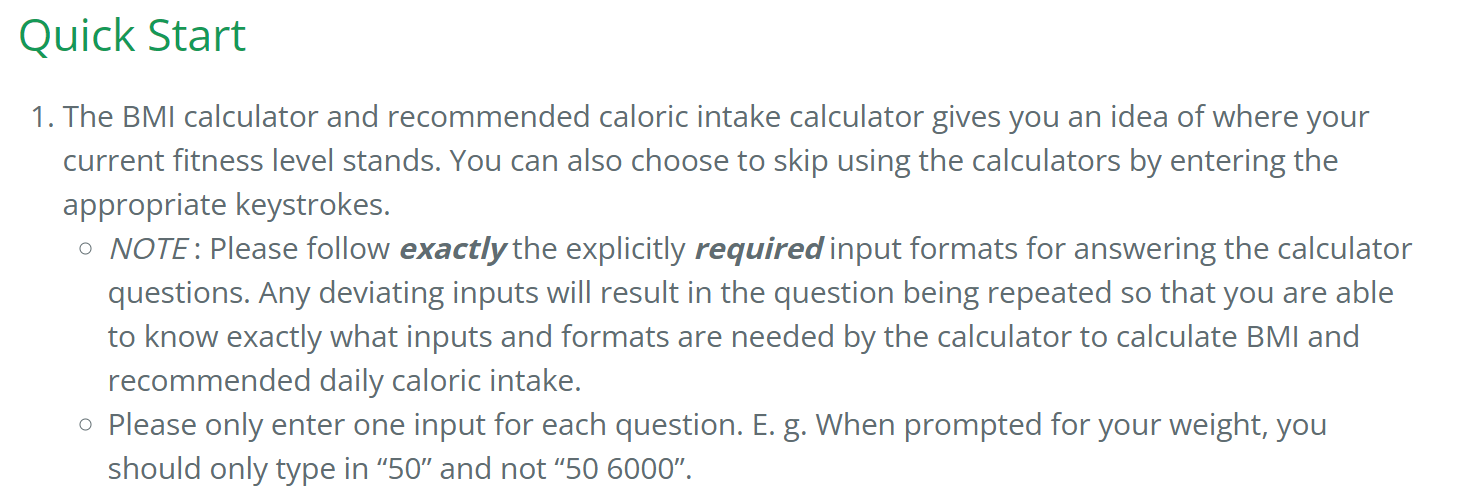 Quick Start
1. The BMI calculator and recommended caloric intake calculator gives you an idea of where your
current fitness level stands. You can also choose to skip using the calculators by entering the
appropriate keystrokes.
○ NOTE : Please follow exactly the explicitly required input formats for answering the calculator
questions. Any deviating inputs will result in the question being repeated so that you are able
to know exactly what inputs and formats are needed by the calculator to calculate BMI and
recommended daily caloric intake.
○ Please only enter one input for each question. E. g. When prompted for your weight, you
should only type in “50” and not “50 6000”.